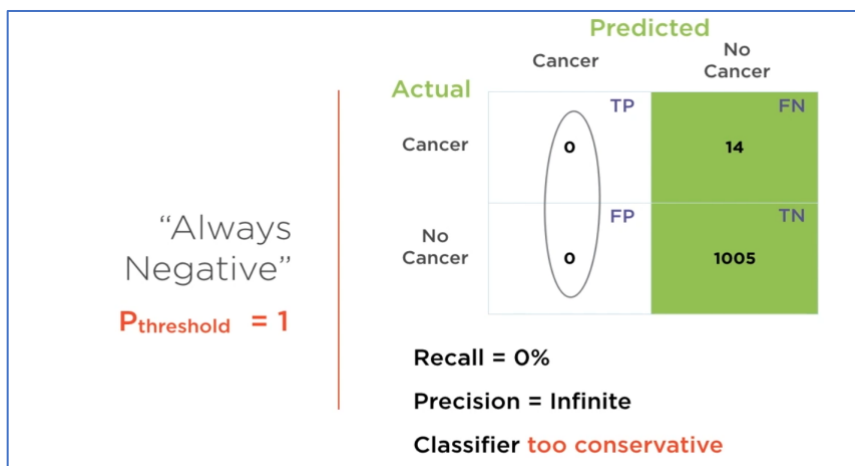 Predicted
Cancer
No
Cancer
Actual
TP
FN
Cancer
0
14
FP
TN
"Always
Negative"
No
Cancer
0
1005
Pthreshold = 1
Recall = 0%
Precision = Infinite
Classifier too conservative